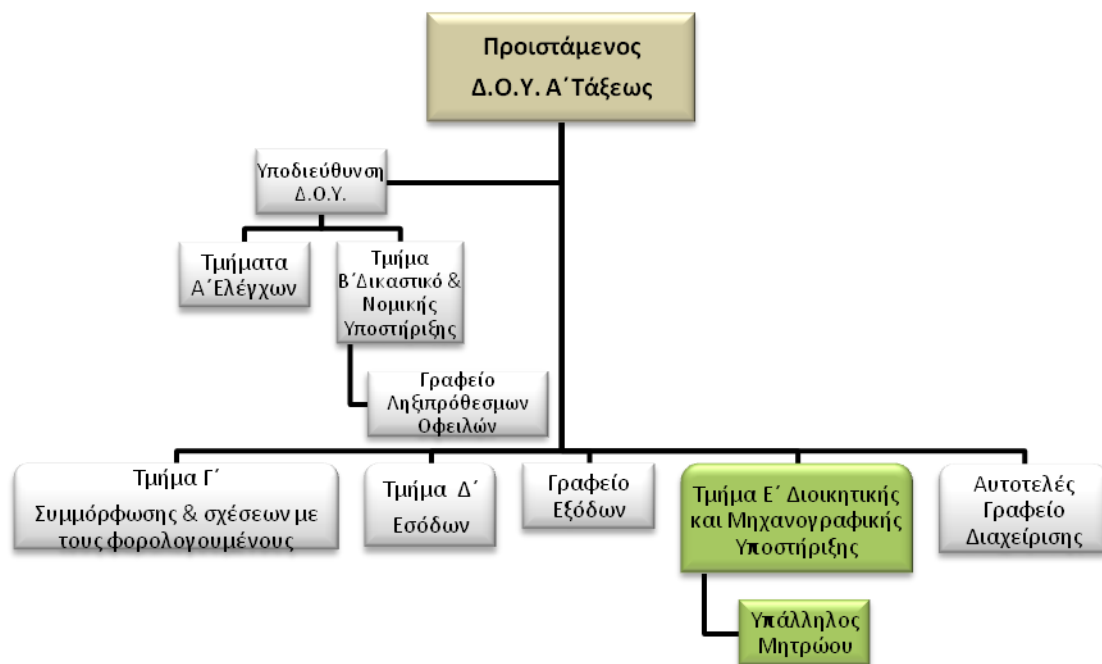 Προιστάμενος
Δ.Ο.Υ. Α΄Τάξεως
Υποδιεύθυνση
Δ.Ο.Υ.
Τμήματα
Α΄Ελέγχων
Τμήμα
Β΄Δικαστικό &
Νομικής
Υποστήριξης
Γραφείο
Ληξιπρόθεσμων
Οφειλών
Τμήμα Γ΄
Συμμόρφωσης & σχέσεων με
τους φορολογουμένους
Τμήμα Δ΄
Εσόδων
Γραφείο
Εξόδων
Τμήμα Ε΄ Διοικητικής
και Μηχανογραφικής
Υποστήριξης
Υπάλληλος
Μητρώου
Αυτοτελές
Γραφείο
Διαχείρισης